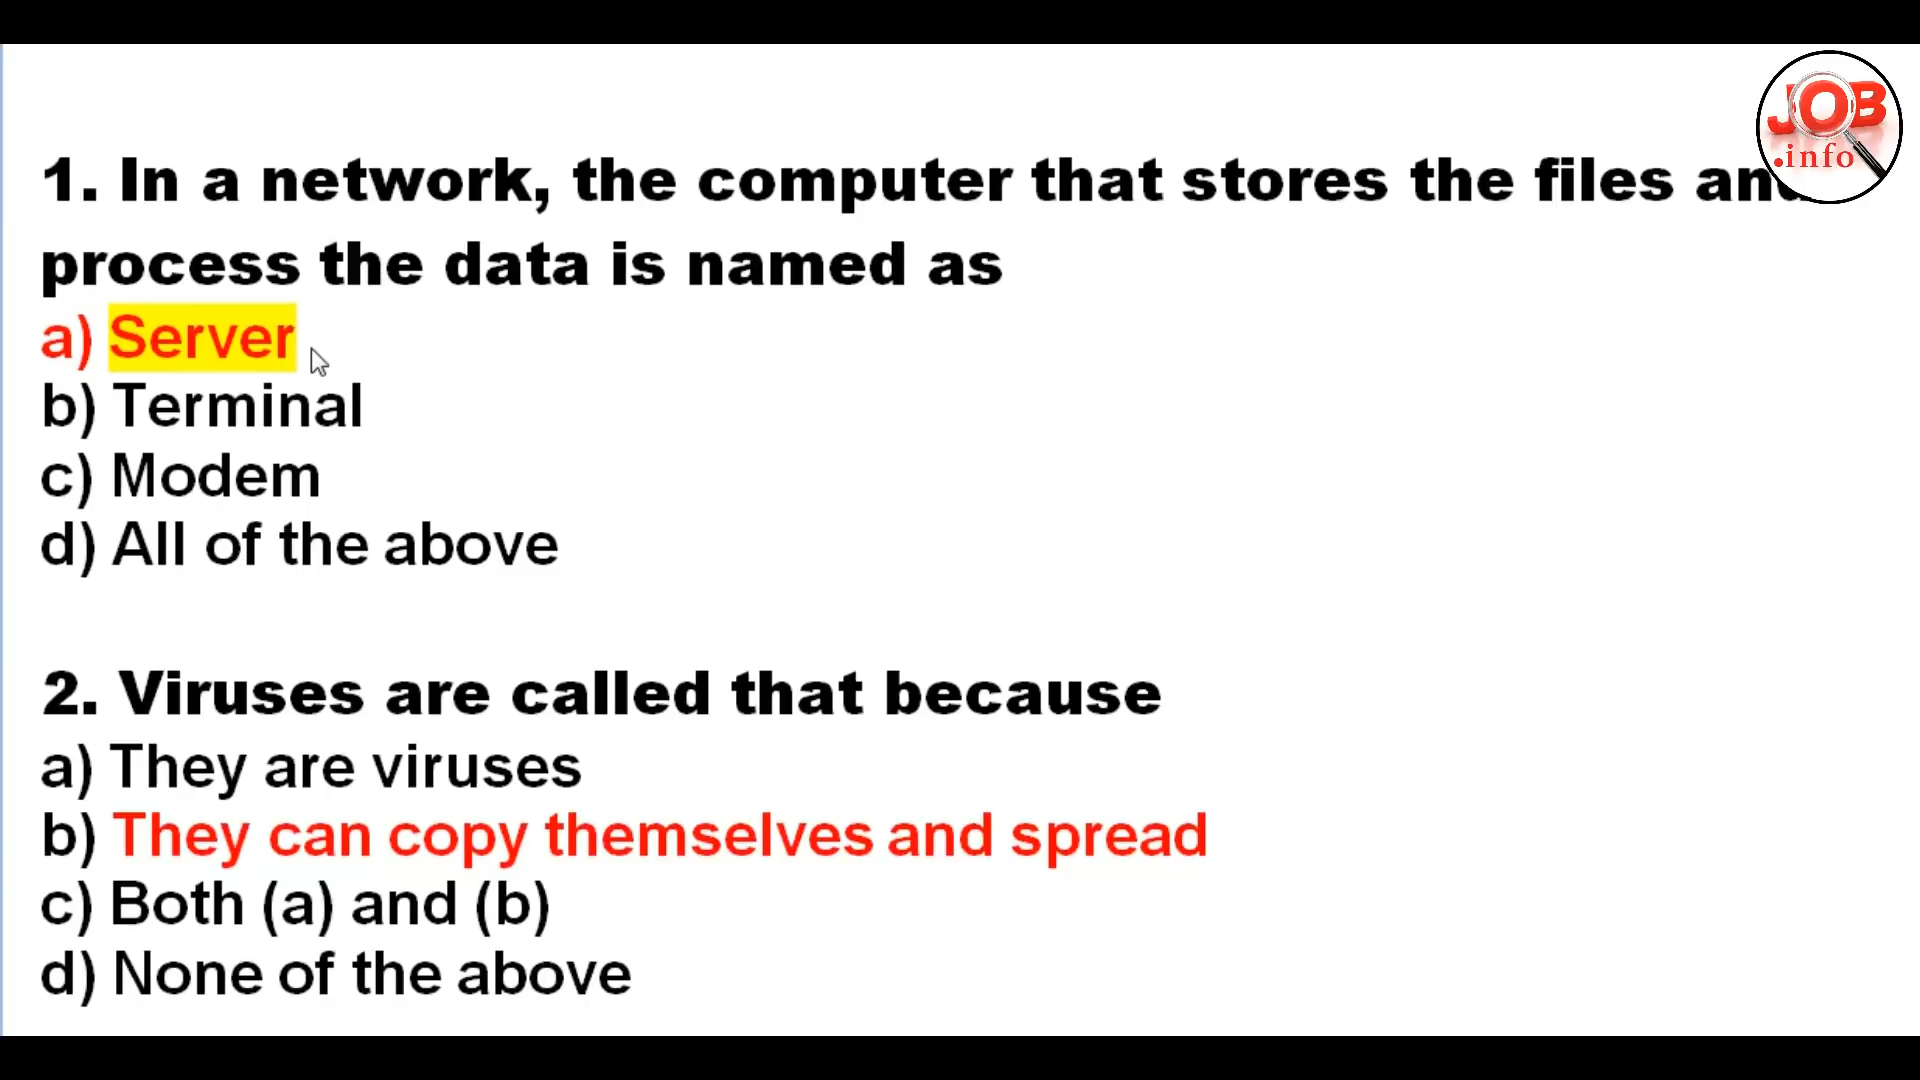 JOB
.info
1. In a network, the computer that stores the files and
process the data is named as
a) Server
b) Terminal
c) Modem
d) All of the above
2. Viruses are called that because
a) They are viruses
b) They can copy themselves and spread
c) Both (a) and (b)
d) None of the above